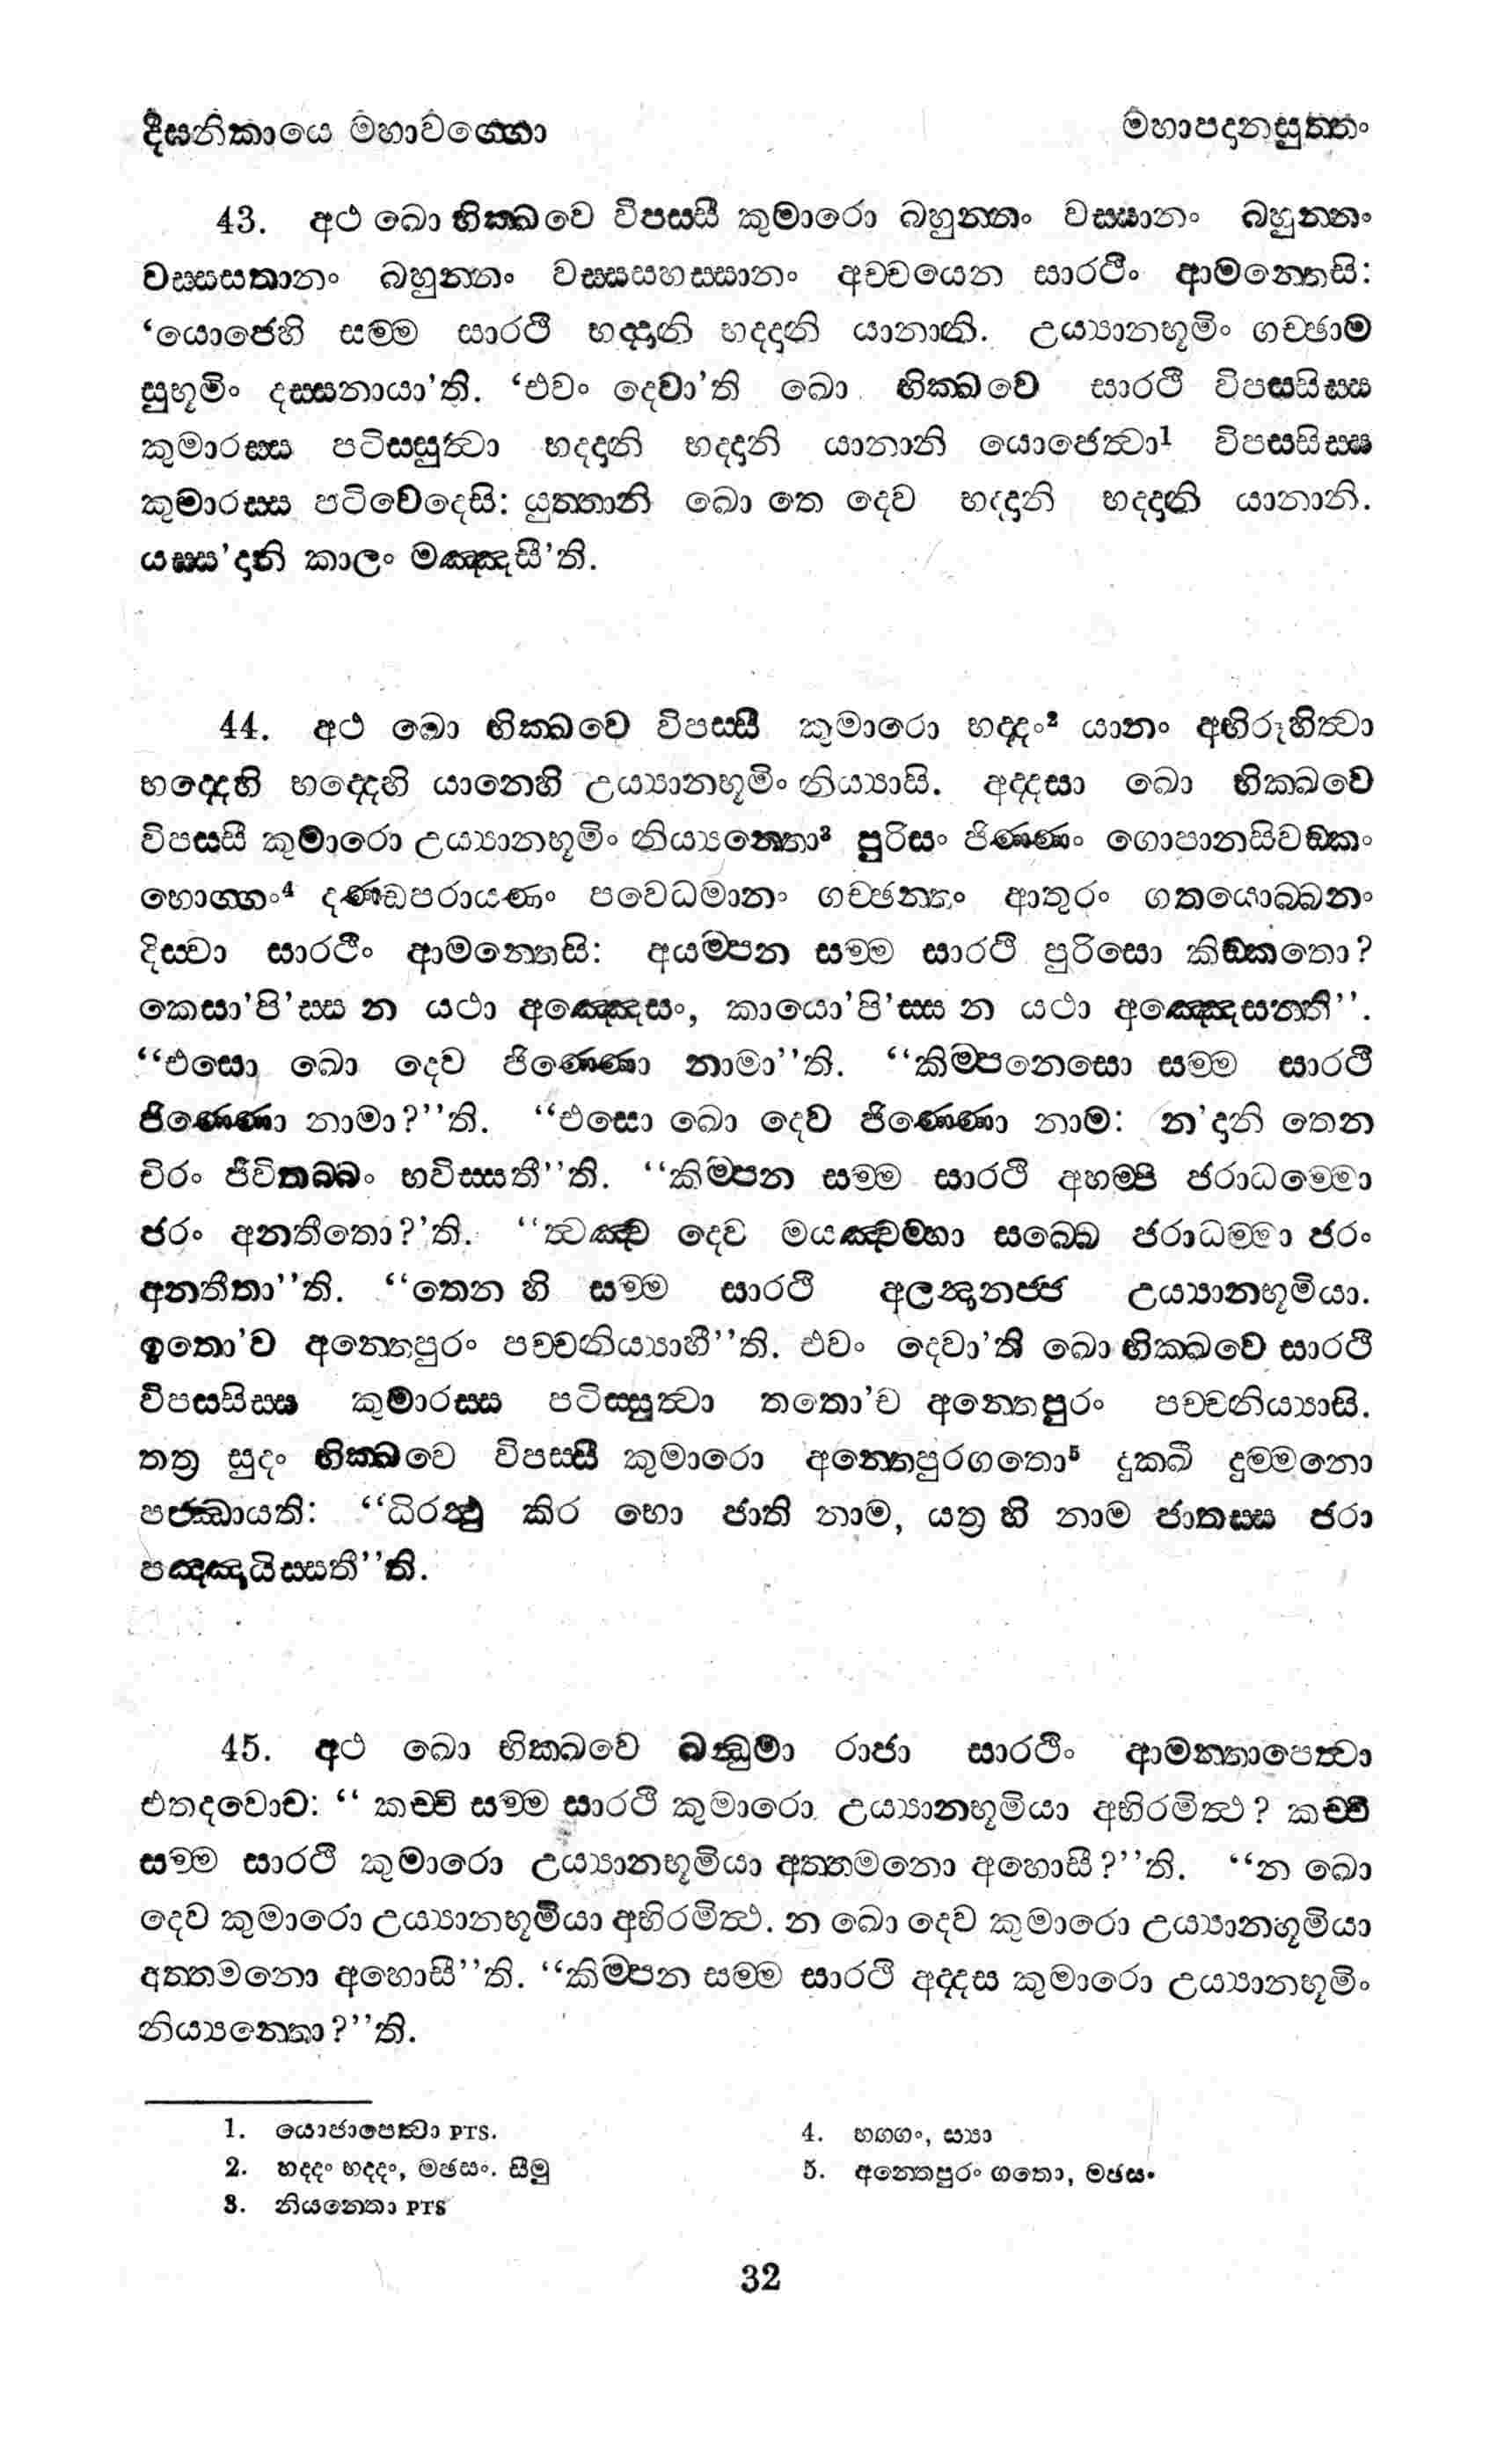 දීඝනිකායෙ මහාවග්ගො මහාපදානසුත්තං
43. අථ ඛො භික්ඛවෙ විපස්සී කුමාරො බහුන්නං වස්සානං බහුන්නං
වස්සසතානං බහුන්නං වස්සසහස්සානං අච්චයෙන සාරථිං ආමන්තෙසි:
‘යොජෙහි සම්ම සාරථි භද්දානි භද්දානි යානානි. උය්‍යානභූමිං ගච්ඡාම
සුභූමිං දස්සනායා’ති. ‘එවං දෙවා’ති ඛො භික්ඛවෙ සාරථි විපස්සිස්ස
කුමාරස්ස පටිස්සුත්‍වා භද්දානි භද්දානි යානානි යොජෙත්‍වා1 විපස්සිස්ස
කුමාරස්ස පටිවෙදෙසි: යුත්තානි ඛො තෙ දෙව භද්දානි භද්දානි යානානි.
යස්ස’දානි කාලං මඤ්ඤසී’ති.
44. අථ ඛො භික්ඛවෙ විපස්සී කුමාරො භද්දං2 යානං අභිරූහිත්‍වා
භද්දෙහි භද්දෙහි යානෙහි උය්‍යානභූමිං නිය්‍යාසි. අද්දසා ඛො භික්ඛවෙ
විපස්සී කුමාරො උය්‍යානභූමිං නිය්‍යන්තො3 පුරිසං ජිණ්ණං ගොපානසිවඞ්කං
භොග්ගං4 දණ්ඩපරායණං පවෙධමානං ගච්ඡන්තං ආතුරං ගතයොබ්බනං
දිස්වා සාරථිං ආමන්තෙසි: අයම්පන සම්ම සාරථි පුරිසො කිඞ්කතො?
කෙසා’පි’ස්ස න යථා අඤ්ඤෙසං, කායො’පි’ස්ස න යථා අඤ්ඤෙසන්ති”.
“එසො ඛො දෙව ජිණ්ණො නාමා”ති. “කිම්පනෙසො සම්ම සාරථි
ජිණ්ණො නාමා?”ති. “එසො ඛො දෙව ජිණ්ණො නාම: න’දානි තෙන
චිරං ජීවිතබ්බං භවිස්සතී”ති. “කිම්පන සම්ම සාරථි අහම්පි ජරාධම්මො
ජරං අනතීතො?’ති. “ත්‍වඤ්ච දෙව මයඤ්චම්හා සබ්බෙ ජරාධම්මා ජරං
අනතීතා”ති. “තෙන හි සම්ම සාරථි අලඤානජ්ජ උය්‍යානභූමියා.
ඉතො’ව අන්තෙපුරං පච්චනිය්‍යාහී”ති. එවං දෙවා’ති ඛො භික්ඛවෙ සාරථි
විපස්සිස්ස කුමාරස්ස පටිස්සුත්‍වා තතො’ව අන්තෙපුරං පච්චනිය්‍යාසි.
තත්‍ර සුදං භික්ඛවෙ විපස්සී කුමාරො අන්තෙපුරගතො5 දුක්ඛී දුම්මනො
පජ්ඣායති: “ධිරත්‍ථු කිර භො ජාති නාම, යත්‍ර හි නාම ජාතස්ස ජරා
පඤ්ඤායිස්සතී”ති.
45. අථ ඛො භික්ඛවෙ බන්‍ධුමා රාජා සාරථිං ආමන්තාපෙත්‍වා
එතදවොච: “ කච්චි සම්ම සාරථි කුමාරො උය්‍යානභූමියා අභිරමිත්‍ථ? කච්චි
සම්ම සාරථි කුමාරො උය්‍යානභූමියා අත්තමනො අහොසී?”ති. “න ඛො
දෙව කුමාරො උය්‍යානභූමියා අභිරමිත්‍ථ. න ඛො දෙව කුමාරො උය්‍යානභූමියා
අත්තමනො අහොසී”ති. “කිම්පන සම්ම සාරථි අද්දස කුමාරො උය්‍යානභූමිං
නිය්‍යන්තො?”ති.
1. යොජාපෙත්‍වා PTS. 4. භග්ගං, ස්‍යා
2. භද්දං භද්දං, මඡසං. සීමු 5. අන්තෙපුරං ගතො, මඡසං
3. නියන්තො PTS
32